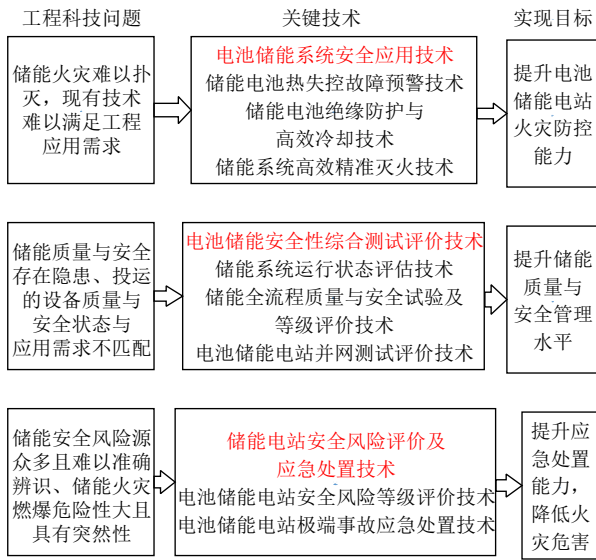 工程科技问题
关键技术
实现目标
储能火灾难以扑
灭，现有技术
难以满足工程
应用需求
电池储能系统安全应用技术
储能电池热失控故障预警技术
储能电池绝缘防护与
高效冷却技术
储能系统高效精准灭火技术
提升电池
储能电站
火灾防控
能力
储能质量与安全
存在隐患、投运
的设备质量与
安全状态与
应用需求不匹配
电池储能安全性综合测试评价技术
储能系统运行状态评估技术
储能全流程质量与安全试验及
等级评价技术
电池储能电站并网测试评价技术
提升储能
质量与
安全管理
水平
储能安全风险源
众多且难以准确
辨识、储能火灾
燃爆危险性大且
具有突然性
储能电站安全风险评价及
应急处置技术
电池储能电站安全风险等级评价技术
电池储能电站极端事故应急处置技术
提升应
急处置
能力，
降低火
灾危害